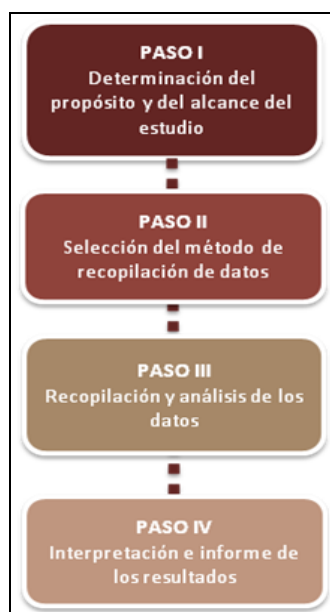 PASO I
Determinación del
propósito y del alcance del
estudio
PASO II
Selección del método de
recopilación de datos
PASO III
Recopilación y análisis de los
datos
PASO IV
Interpretación e informe de
los resultados